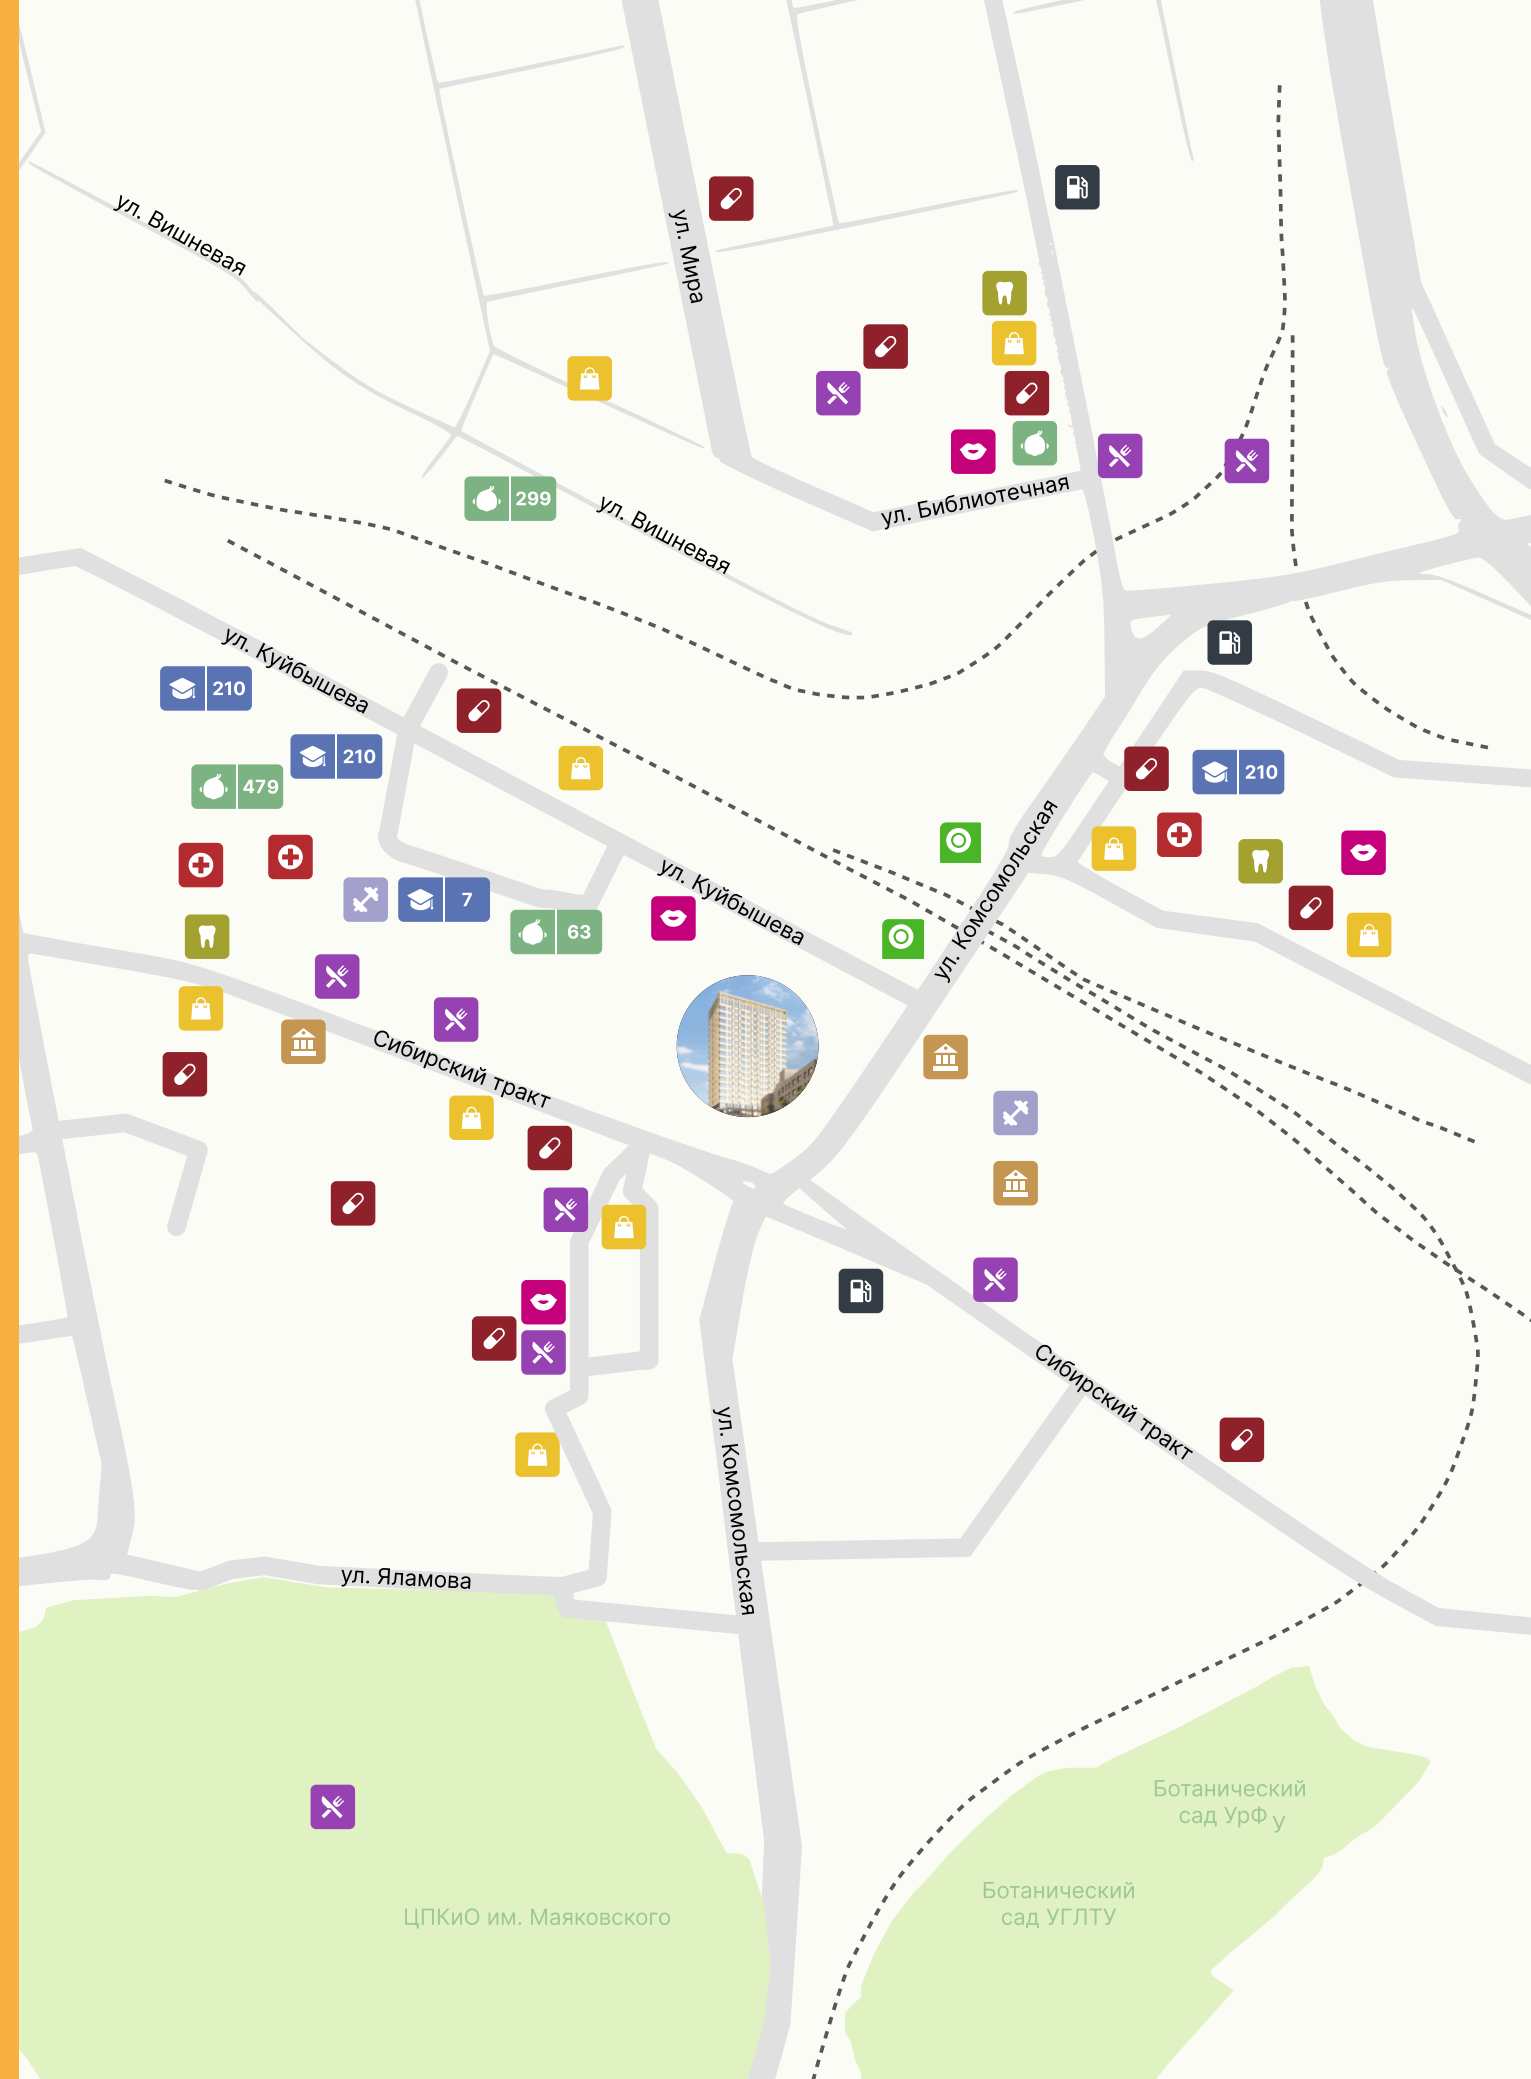 ул. Вишневая
ул. Мира
ул. Библиотечная
299
ул. Вишневая
ул. Куйбышева
210
210
479
210
ул. Комсомольская
ул. Куйбышева
7
63
Сибирский тракт
Сибирский тракт
ул. Комсомольская
ул. Яламова
Ботанический
сад УрФу
Ботанический
сад УГЛТУ
ЦПКиО им. Маяковского